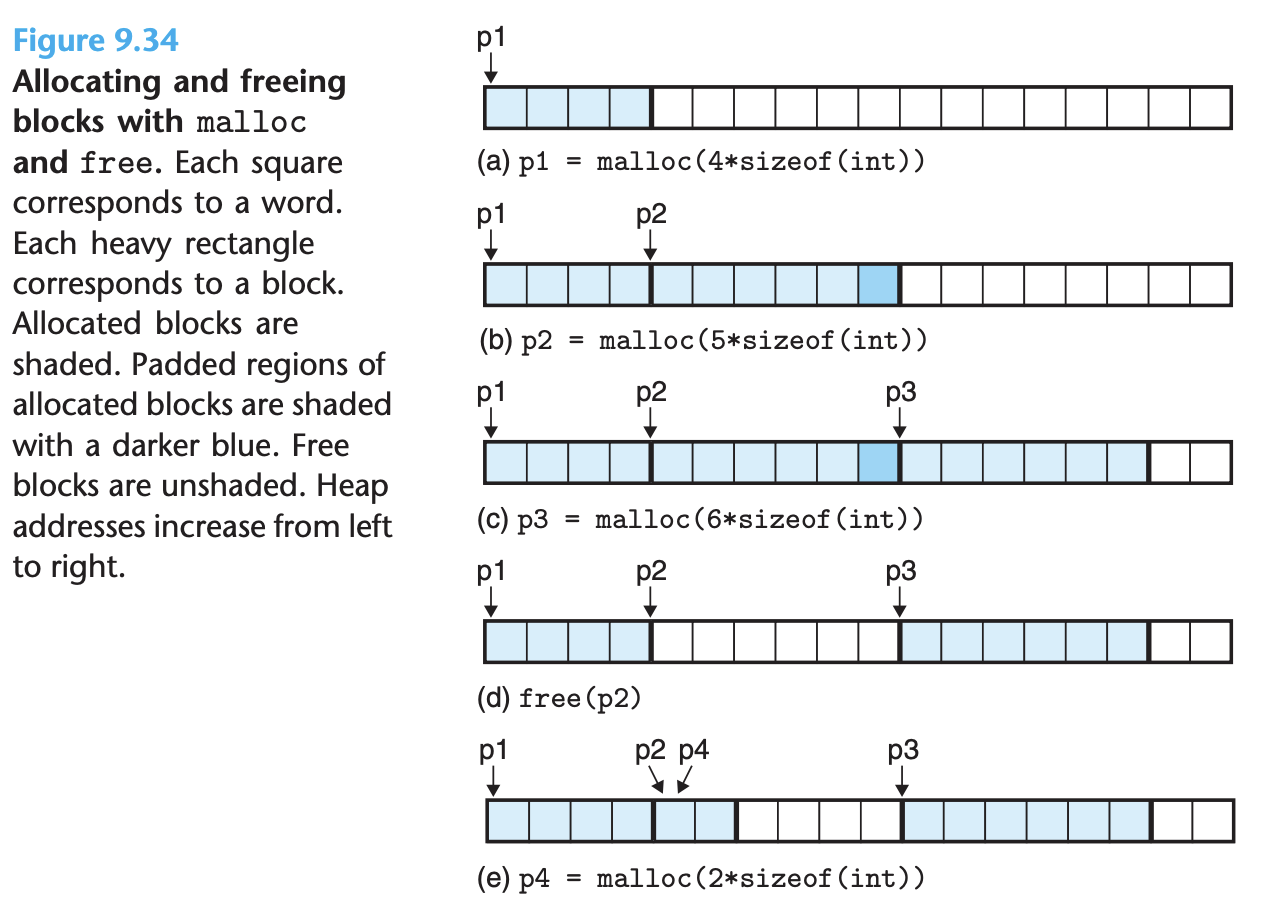 Figure 9.34
Allocating and freeing
blocks with malloc
and free. Each square
corresponds to a word.
Each heavy rectangle
corresponds to a block.
Allocated blocks are
shaded. Padded regions of
allocated blocks are shaded
with a darker blue. Free
blocks are unshaded. Heap
addresses increase from left
to right.
p1
(a) p1 = malloc(4*sizeof(int))
p1 p2
(b) p2 = malloc(5*sizeof(int))
p1 p2 p3
(c) p3 = malloc(6*sizeof(int))
p1 p2 p3
(d) free(p2)
p1 p2 p4 p3
(e) p4 = malloc(2*sizeof(int))